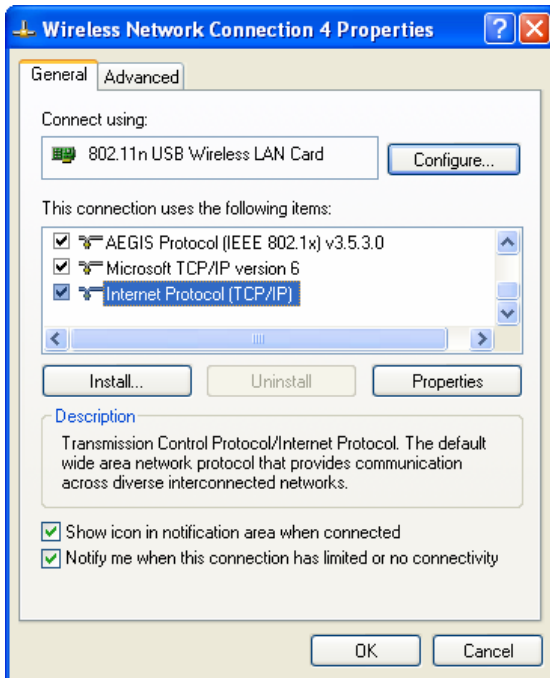 Wireless Network Connection 4 Properties
General Advanced
Connect using:
802.11n USB Wireless LAN Card
Configure...
This connection uses the following items:
AEGIS Protocol (IEEE 802.1x) v3.5.3.0
Microsoft TCP/IP version 6
Internet Protocol (TCP/IP)
Install... Uninstall Properties
Description
Transmission Control Protocol/Internet Protocol. The default
wide area network protocol that provides communication
across diverse interconnected networks.
Show icon in notification area when connected
Notify me when this connection has limited or no connectivity
OK Cancel